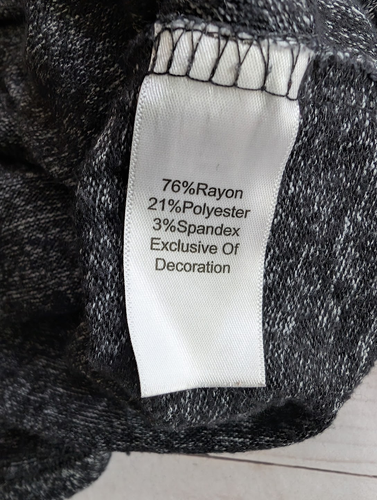 76%Rayon
21%Polyester
3%Spandex
Exclusive Of
Decoration